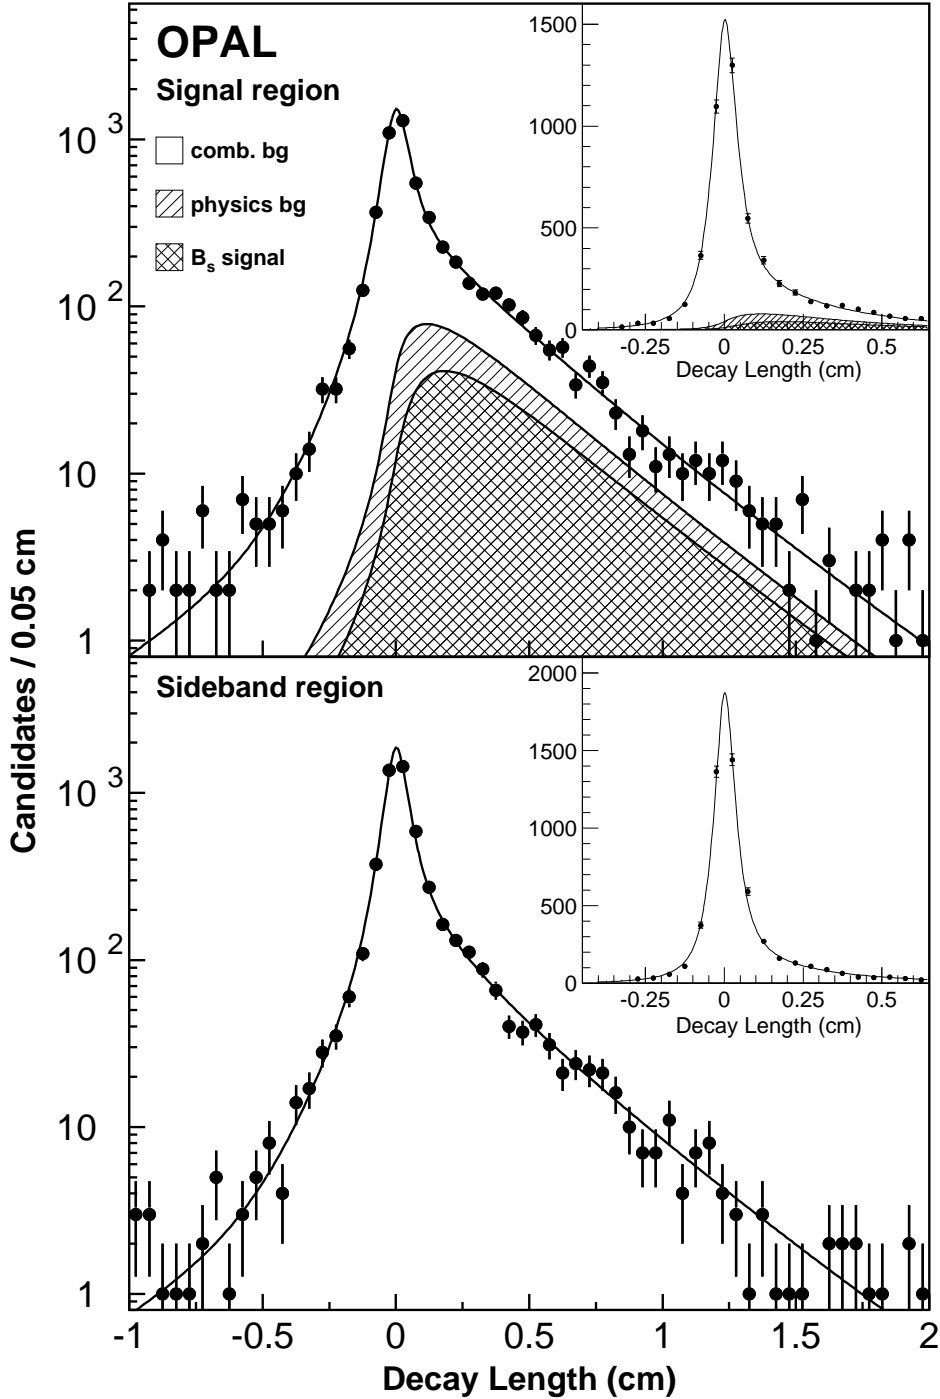 OPAL
Signal region
comb. bg
physics bg
B_s signal
10^3
10^2
10
1
1500
1000
500
0
-0.25 0 0.25 0.5
Decay Length (cm)
Candidates / 0.05 cm
Sideband region
10^3
10^2
10
1
2000
1500
1000
500
0
-0.25 0 0.25 0.5
Decay Length (cm)
-1 -0.5 0 0.5 1 1.5 2
Decay Length (cm)